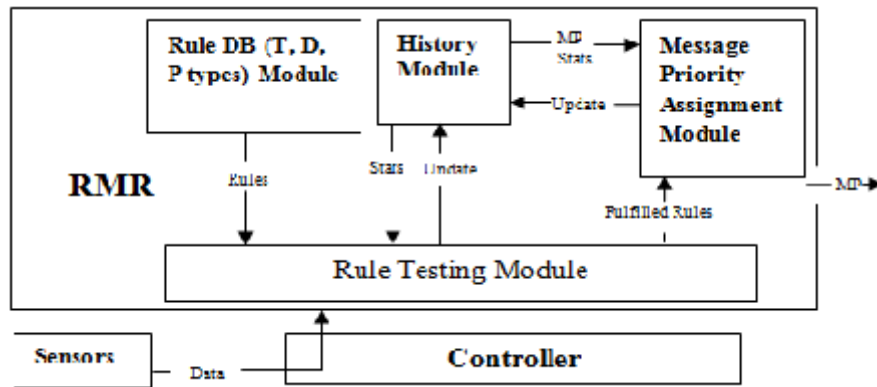 Rule DB (T, D,
P types) Module
History
Module
MP
Stats
Update
Message
Priority
Assignment
Module
Rules
Stars
Update
RMR
Fulfilled Rules
MP
Rule Testing Module
Sensors
Data
Controller